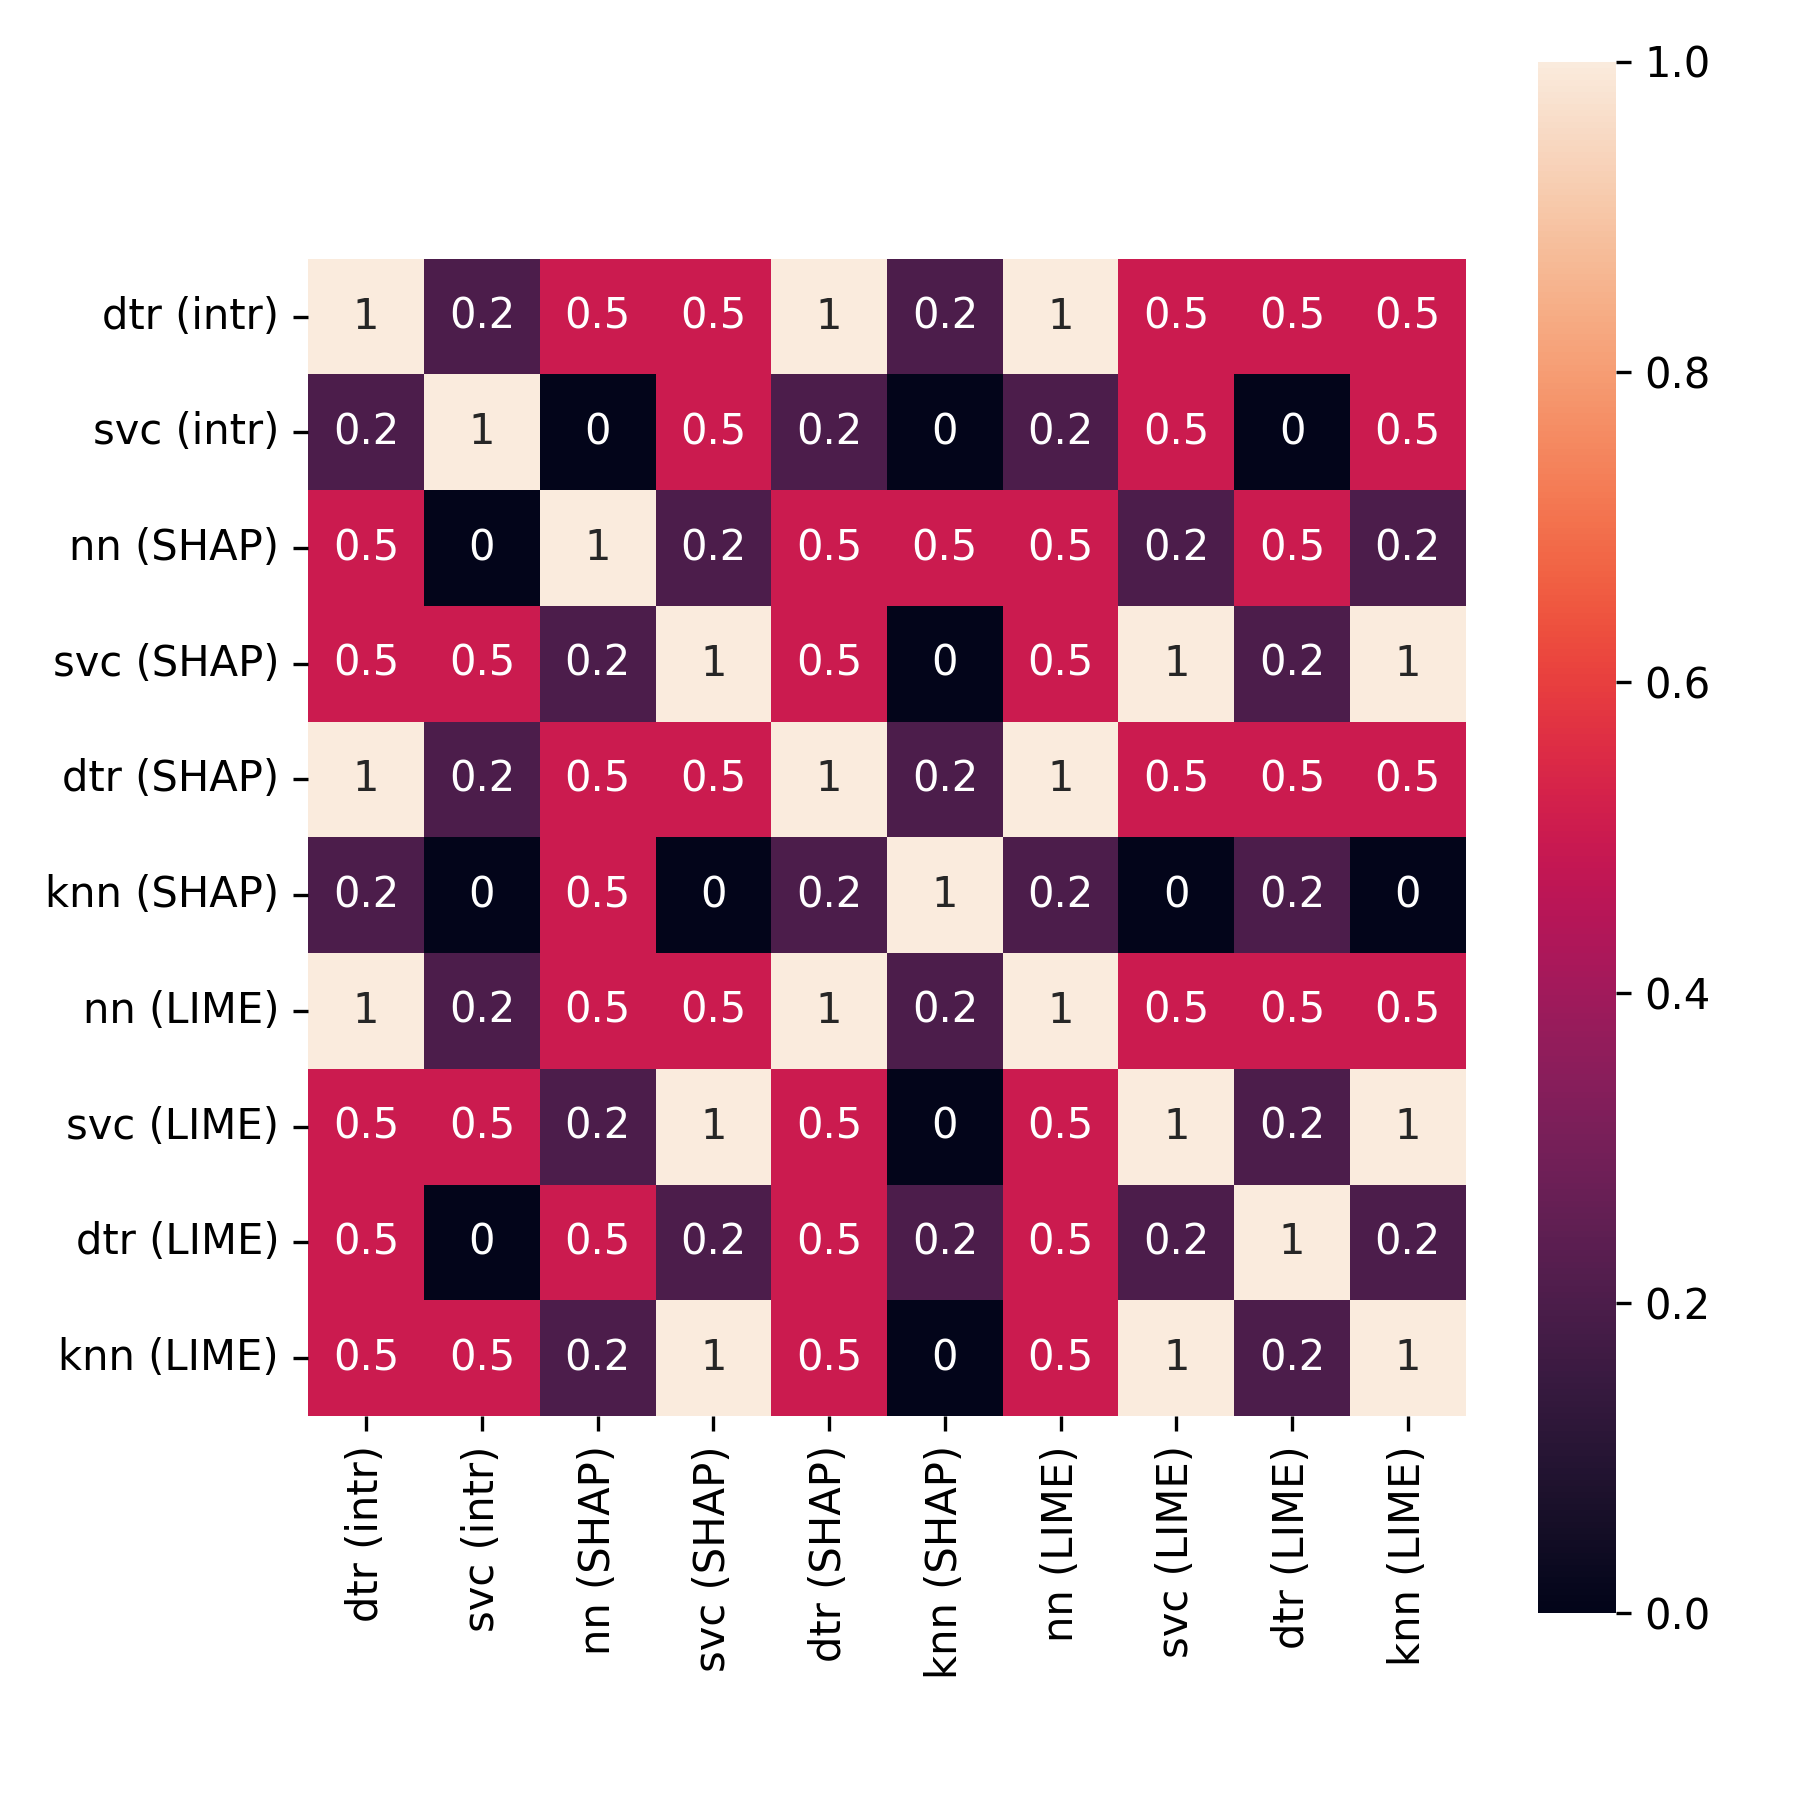 1.0
dtr (intr) 1 0.2 0.5 0.5 1 0.2 1 0.5 0.5 0.5
0.8
svc (intr) 0.2 1 0 0.5 0.2 0 0.2 0.5 0 0.5
nn (SHAP) 0.5 0 1 0.2 0.5 0.5 0.5 0.2 0.5 0.2
svc (SHAP) 0.5 0.5 0.2 1 0.5 0 0.5 1 0.2 1
0.6
dtr (SHAP) 1 0.2 0.5 0.5 1 0.2 1 0.5 0.5 0.5
knn (SHAP) 0.2 0 0.5 0 0.2 1 0.2 0 0.2 0
0.4
nn (LIME) 1 0.2 0.5 0.5 1 0.2 1 0.5 0.5 0.5
svc (LIME) 0.5 0.5 0.2 1 0.5 0 0.5 1 0.2 1
dtr (LIME) 0.5 0 0.5 0.2 0.5 0.2 0.5 0.2 1 0.2
0.2
knn (LIME) 0.5 0.5 0.2 1 0.5 0 0.5 1 0.2 1
0.0
dtr (intr)
svc (intr)
nn (SHAP)
svc (SHAP)
dtr (SHAP)
knn (SHAP)
nn (LIME)
svc (LIME)
dtr (LIME)
knn (LIME)